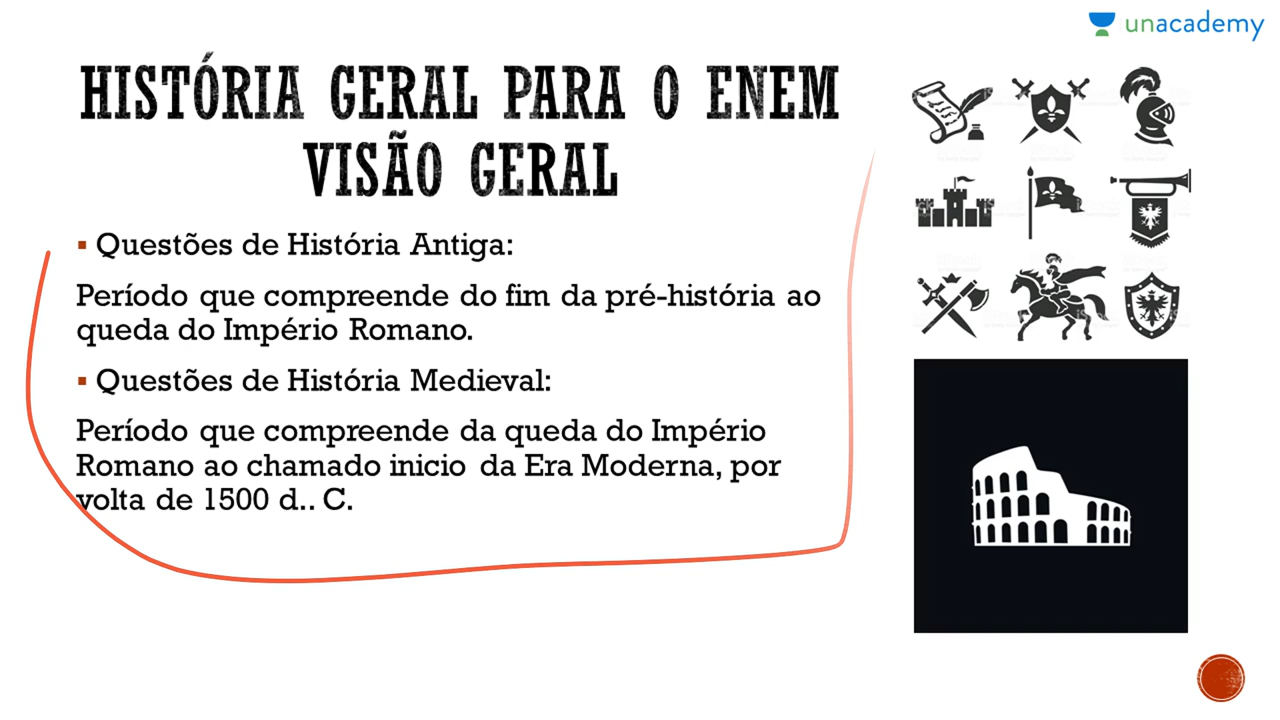 unacademy
HISTÓRIA GERAL PARA O ENEM
VISÃO GERAL
▪ Questões de História Antiga:
Período que compreende do fim da pré-história ao
queda do Império Romano.
▪ Questões de História Medieval:
Período que compreende da queda do Império
Romano ao chamado inicio da Era Moderna, por
volta de 1500 d.. C.